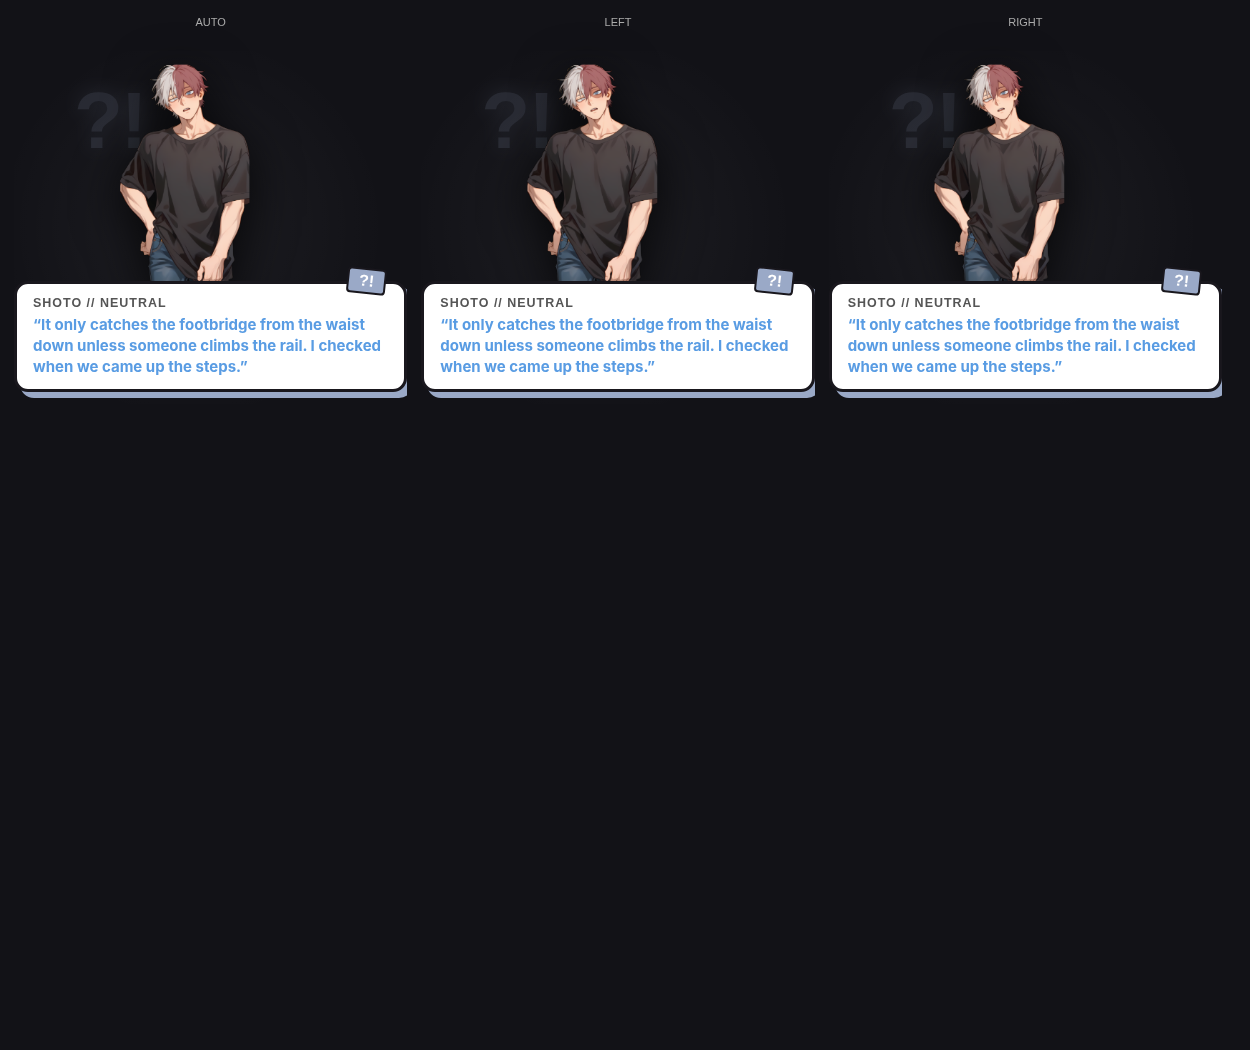 AUTO
LEFT
RIGHT
?!
?!
SHOTO // NEUTRAL
“It only catches the footbridge from the waist
down unless someone climbs the rail. I checked
when we came up the steps.”
?!
?!
SHOTO // NEUTRAL
“It only catches the footbridge from the waist
down unless someone climbs the rail. I checked
when we came up the steps.”
?!
?!
SHOTO // NEUTRAL
“It only catches the footbridge from the waist
down unless someone climbs the rail. I checked
when we came up the steps.”